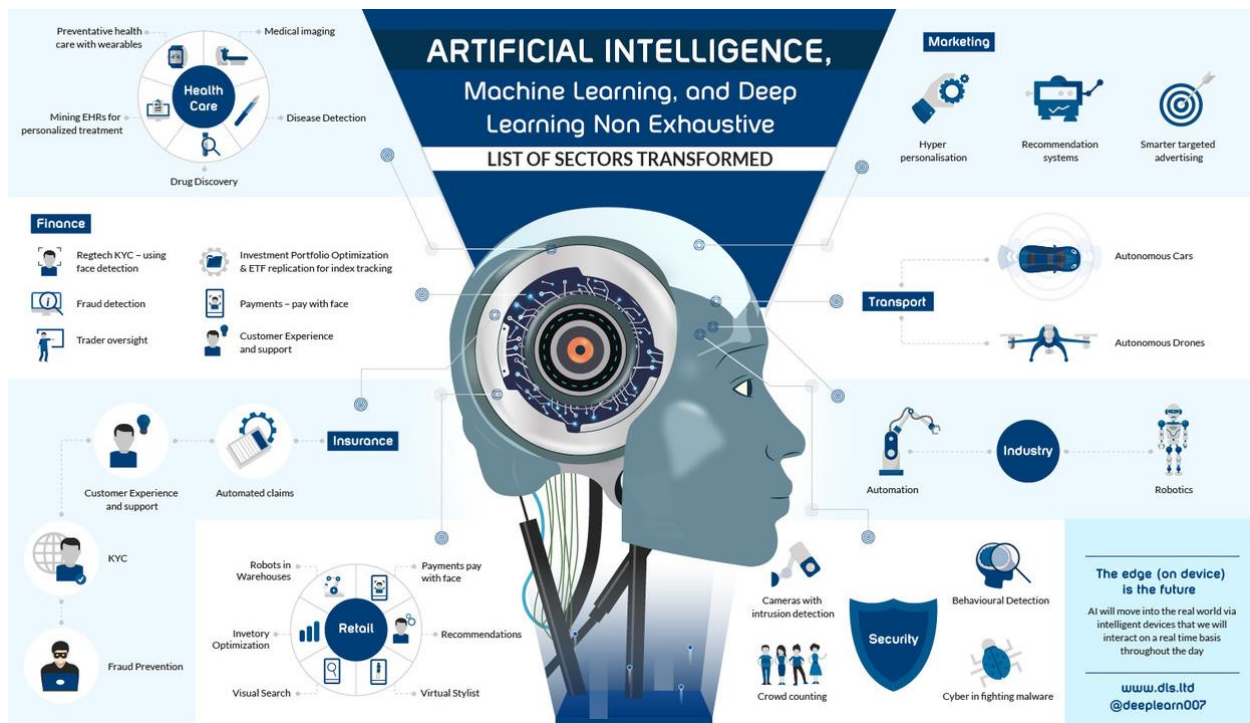 ARTIFICIAL INTELLIGENCE,
Machine Learning, and Deep
Learning Non Exhaustive
LIST OF SECTORS TRANSFORMED
Preventative health
care with wearables
Medical imaging
Health
Care
Mining EHRs for
personalized treatment
Disease Detection
Drug Discovery
Marketing
Hyper
personalisation
Recommendation
systems
Smarter targeted
advertising
Finance
Regtech KYC – using
face detection
Investment Portfolio Optimization
& ETF replication for index tracking
Fraud detection
Payments – pay with face
Trader oversight
Customer Experience
and support
Transport
Autonomous Cars
Autonomous Drones
Insurance
Customer Experience
and support
Automated claims
KYC
Fraud Prevention
Industry
Automation
Robotics
Robots in
Warehouses
Payments pay
with face
Retail
Invetory
Optimization
Recommendations
Visual Search
Virtual Stylist
Cameras with
intrusion detection
Behavioural Detection
Security
Crowd counting
Cyber in fighting malware
The edge (on device)
is the future
AI will move into the real world via
intelligent devices that we will
interact on a real time basis
throughout the day
www.dls.ltd
@deeplearn007